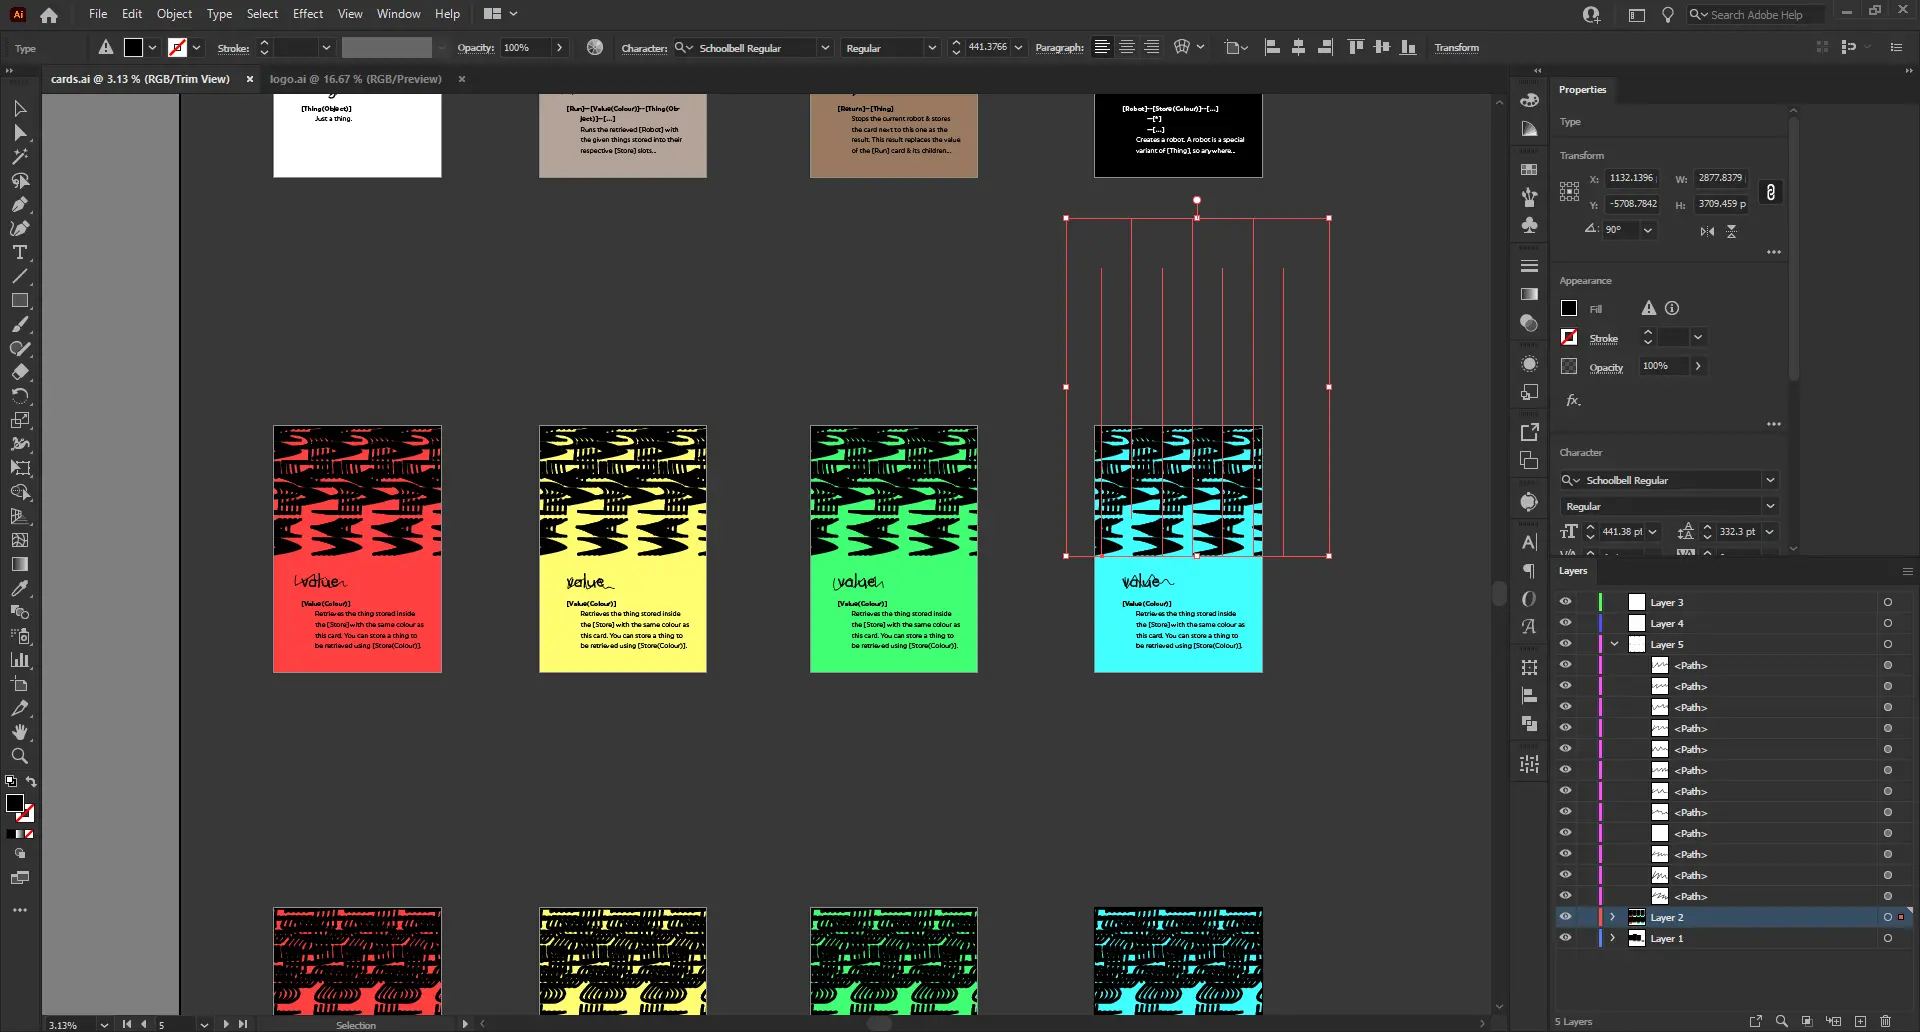 Ai File Edit Object Type Select Effect View Window Help Search Adobe Help
Type Stroke: Opacity: 100% Character: Schoolbell Regular Regular 441.3766 Paragraph: Transform
cards.ai @ 3.13 % (RGB/Trim View) × logo.ai @ 16.67 % (RGB/Preview) ×
[Thing(Object)]
Just a thing.
[Run]—[Value(Colour)]—[Thing(Ob-
ject)]—[...]
Runs the retrieved [Robot] with
the given things stored into their
respective [Store] slots...
[Return]—[Thing]
Stops the current robot & stores
the card next to this one as the
result. This result replaces the value
of the [Run] card & its children...
[Robot]—[Store(Colour)]—[...]
—[*]
—[...]
Creates a robot. A robot is a special
variant of [Thing], so anywhere...
value
[Value(Colour)]
Retrieves the thing stored inside
the [Store] with the same colour as
this card. You can store a thing to
be retrieved using [Store(Colour)].
value
[Value(Colour)]
Retrieves the thing stored inside
the [Store] with the same colour as
this card. You can store a thing to
be retrieved using [Store(Colour)].
value
[Value(Colour)]
Retrieves the thing stored inside
the [Store] with the same colour as
this card. You can store a thing to
be retrieved using [Store(Colour)].
value
[Value(Colour)]
Retrieves the thing stored inside
the [Store] with the same colour as
this card. You can store a thing to
be retrieved using [Store(Colour)].
Properties
Type
Transform
X: 1132.1396 W: 2877.8379
Y: -5708.7842 H: 3709.459 p
90°
Appearance
Fill
Stroke
Opacity 100%
fx.
Character
Schoolbell Regular
Regular
441.38 pt 332.3 pt
Layers
Layer 3
Layer 4
Layer 5
<Path>
<Path>
<Path>
<Path>
<Path>
<Path>
<Path>
<Path>
<Path>
<Path>
<Path>
<Path>
Layer 2
Layer 1
5 Layers
3.13% 5 Selection